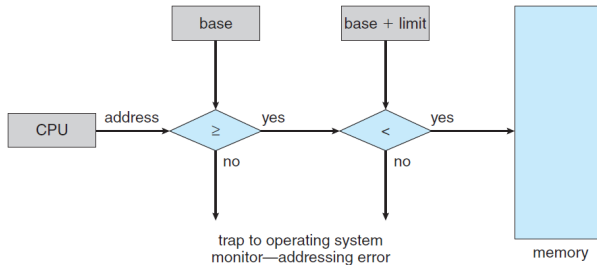 base
base + limit
CPU
address
≥
yes
<
yes
no
no
trap to operating system
monitor—addressing error
memory